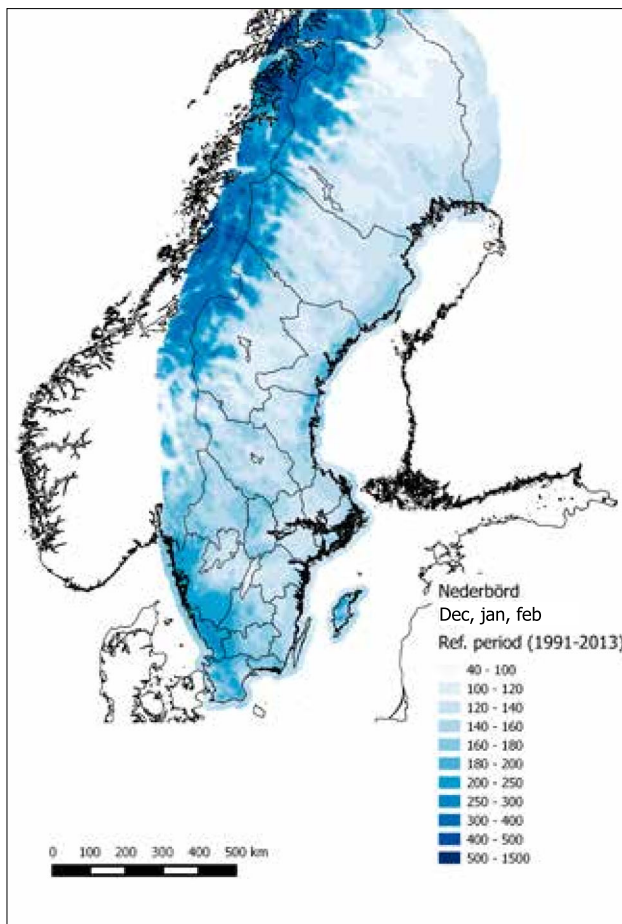 Nederbörd
Dec, jan, feb
Ref. period (1991-2013)
40 - 100
100 - 120
120 - 140
140 - 160
160 - 180
180 - 200
200 - 250
250 - 300
300 - 400
400 - 500
500 - 1500
0 100 200 300 400 500 km